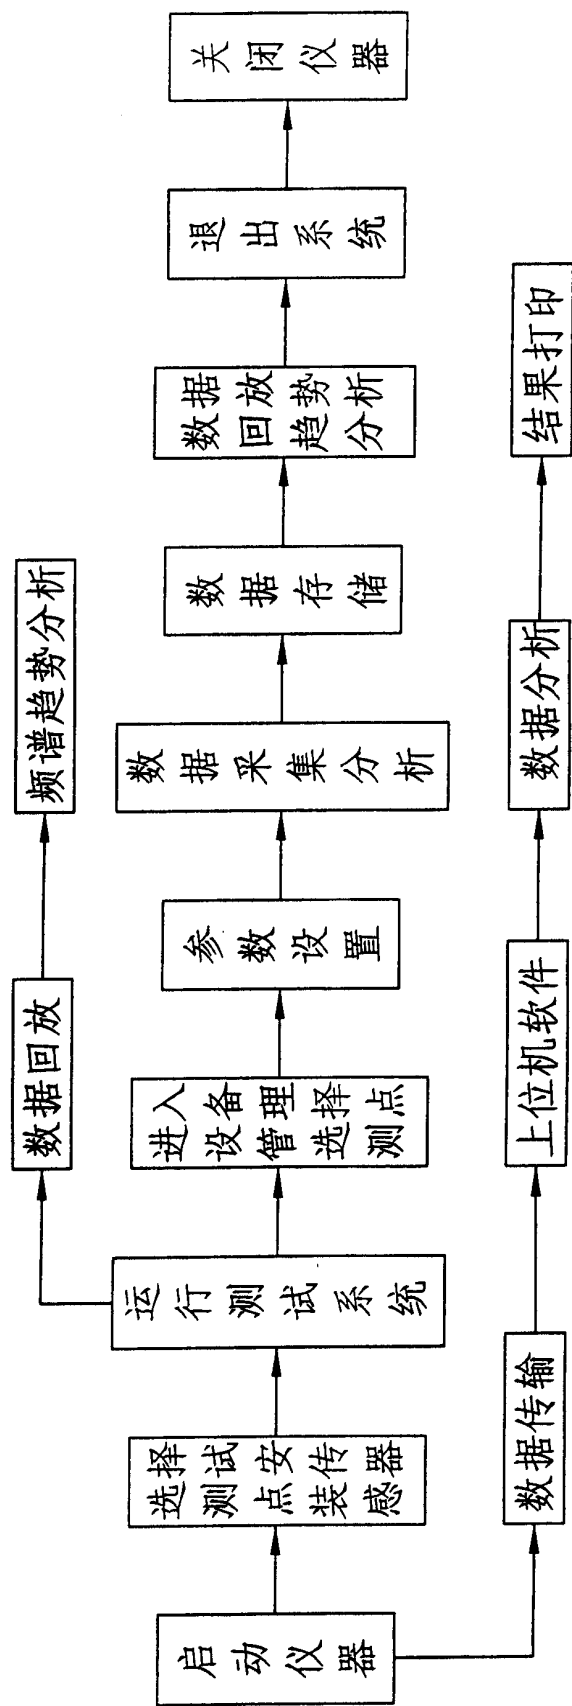 数据回放
频谱趋势分析
启动仪器
选择
测试
点安
装传
感器
运行测试系统
进入
设备
管理
选择
测点
参数设置
数据采集分析
数据存储
数据
回放
趋势
分析
退出系统
关闭仪器
数据传输
上位机软件
数据分析
结果打印